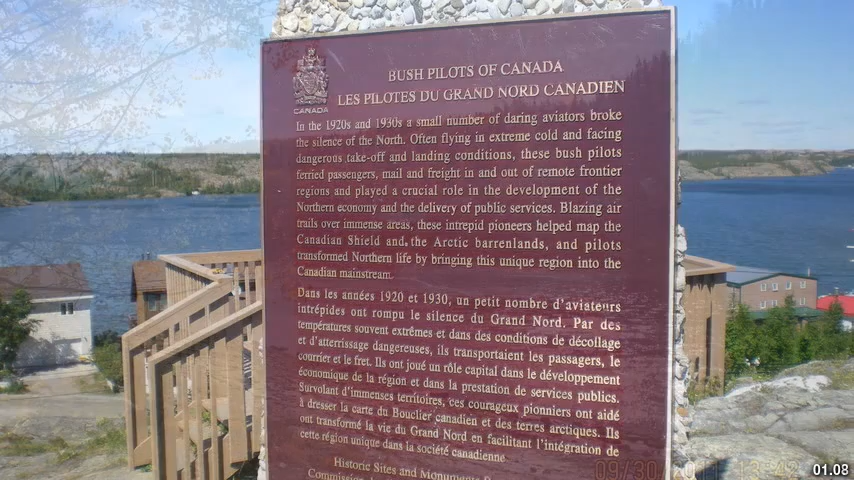 CANADA
BUSH PILOTS OF CANADA
LES PILOTES DU GRAND NORD CANADIEN
In the 1920s and 1930s a small number of daring aviators broke
the silence of the North. Often flying in extreme cold and facing
dangerous take-off and landing conditions, these bush pilots
ferried passengers, mail and freight in and out of remote frontier
regions and played a crucial role in the development of the
Northern economy and the delivery of public services. Blazing air
trails over immense areas, these intrepid pioneers helped map the
Canadian Shield and the Arctic barrenlands, and pilots
transformed Northern life by bringing this unique region into the
Canadian mainstream.
Dans les années 1920 et 1930, un petit nombre d'aviateurs
intrépides ont rompu le silence du Grand Nord. Par des
températures souvent extrêmes et dans des conditions de décollage
et d'atterrissage dangereuses, ils transportaient les passagers, le
courrier et le fret. Ils ont joué un rôle capital dans le développement
économique de la région et dans la prestation de services publics.
Survolant d'immenses territoires, ces courageux pionniers ont aidé
à dresser la carte du Bouclier canadien et des terres arctiques. Ils
ont transformé la vie du Grand Nord en facilitant l'intégration de
cette région unique dans la société canadienne.
Historic Sites and Monuments
09/30/2011 13:42
01.08